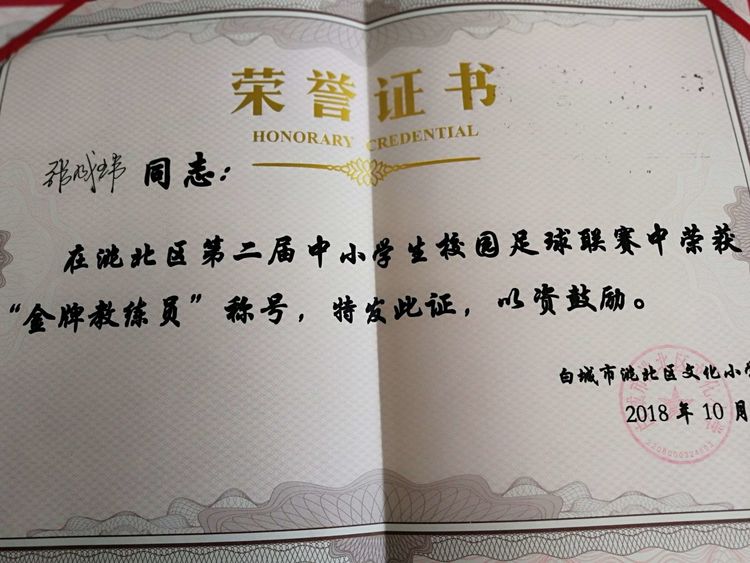 荣誉证书
HONORARY CREDENTIAL
张 同志：
在洮北区第二届中小学生校园足球联赛中荣获
“金牌教练员”称号，特发此证，以资鼓励。
白城市洮北区文化小学
2018年10月
2208000324693